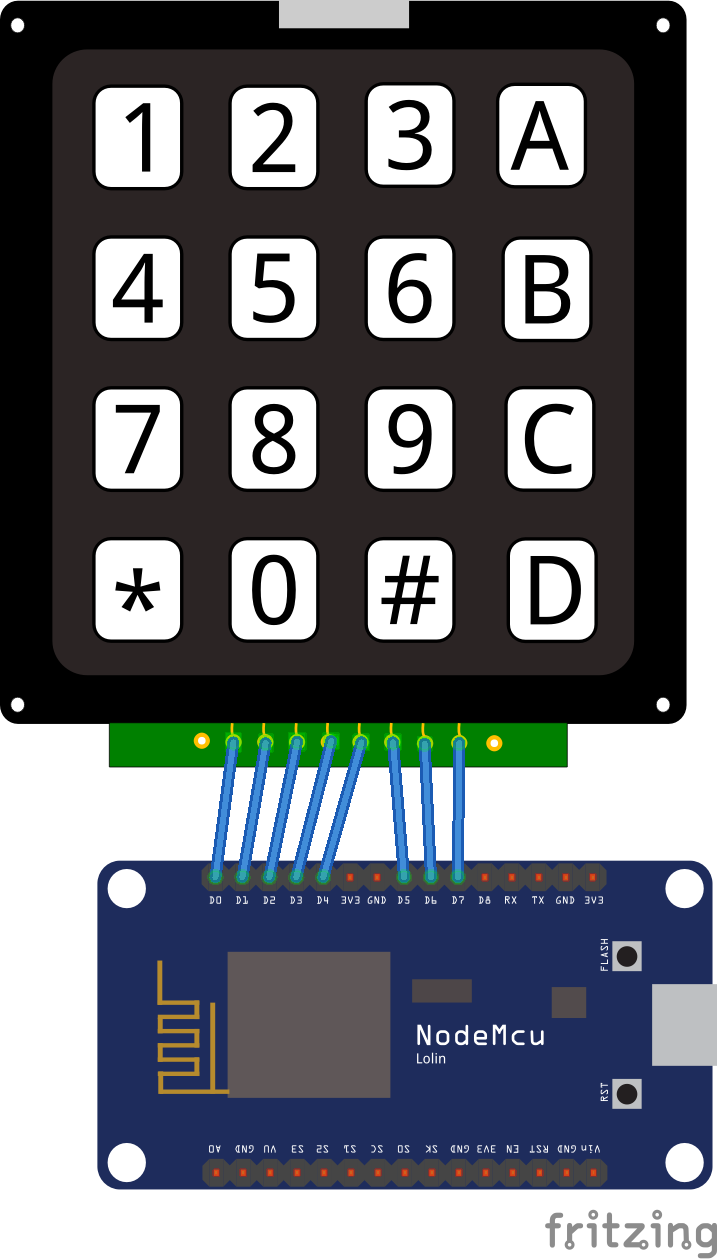 1 2 3 A
4 5 6 B
7 8 9 C
* 0 # D
D0 D1 D2 D3 D4 3V3 GND D5 D6 D7 D8 RX TX GND 3V3
FLASH
NodeMcu
Lolin
RST
A0 GND VU S3 S2 S1 SC S0 SK GND 3V3 EN RST GND Vin
fritzing